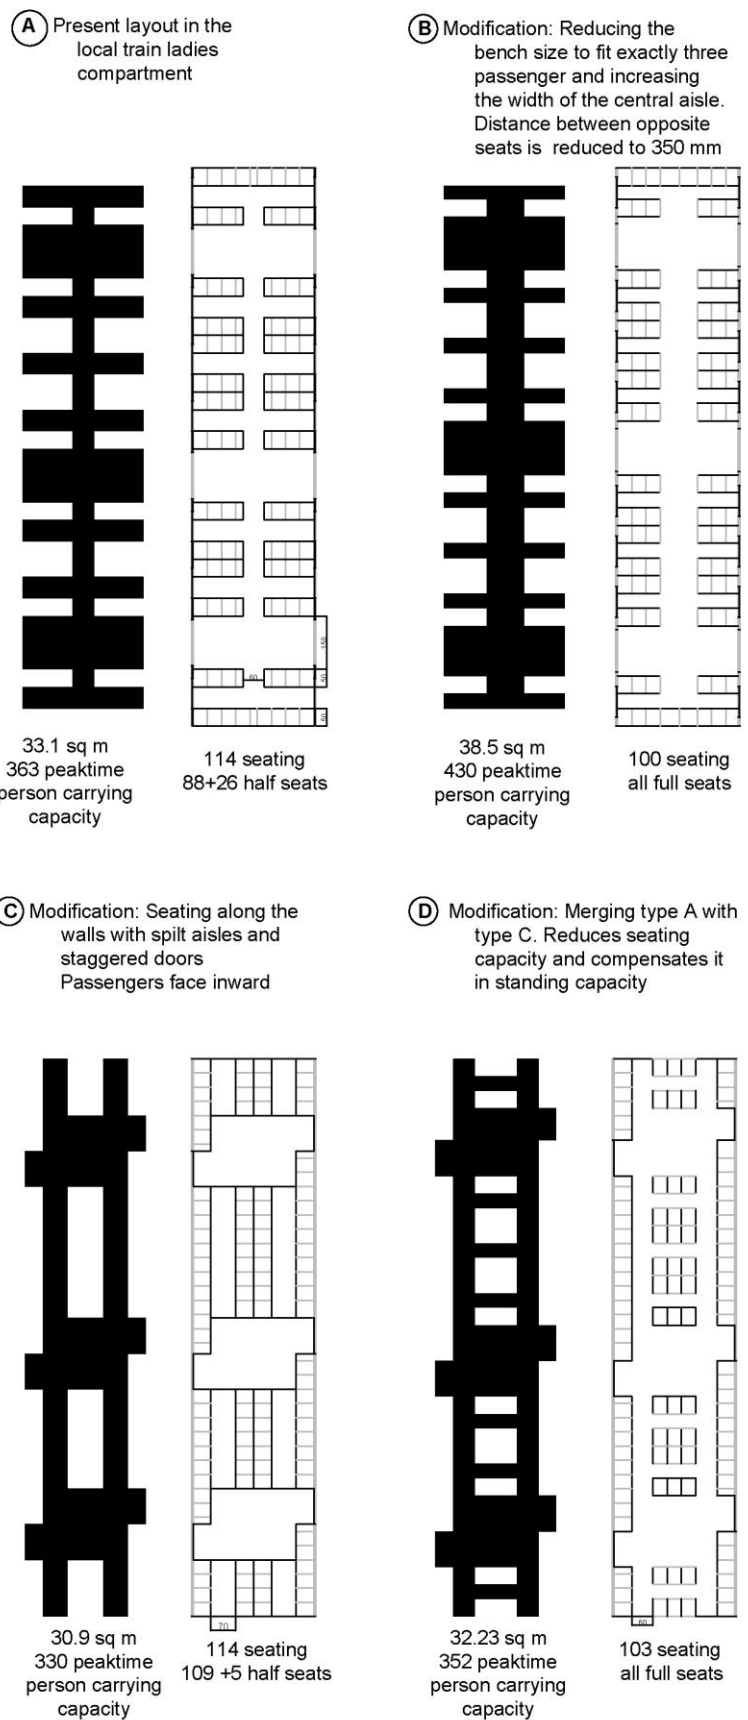 A Present layout in the
local train ladies
compartment
B Modification: Reducing the
bench size to fit exactly three
passenger and increasing
the width of the central aisle.
Distance between opposite
seats is reduced to 350 mm
150
60
50
50
33.1 sq m
363 peaktime
person carrying
capacity
114 seating
88+26 half seats
38.5 sq m
430 peaktime
person carrying
capacity
100 seating
all full seats
C Modification: Seating along the
walls with spilt aisles and
staggered doors
Passengers face inward
D Modification: Merging type A with
type C. Reduces seating
capacity and compensates it
in standing capacity
70
30.9 sq m
330 peaktime
person carrying
capacity
114 seating
109 +5 half seats
60
32.23 sq m
352 peaktime
person carrying
capacity
103 seating
all full seats